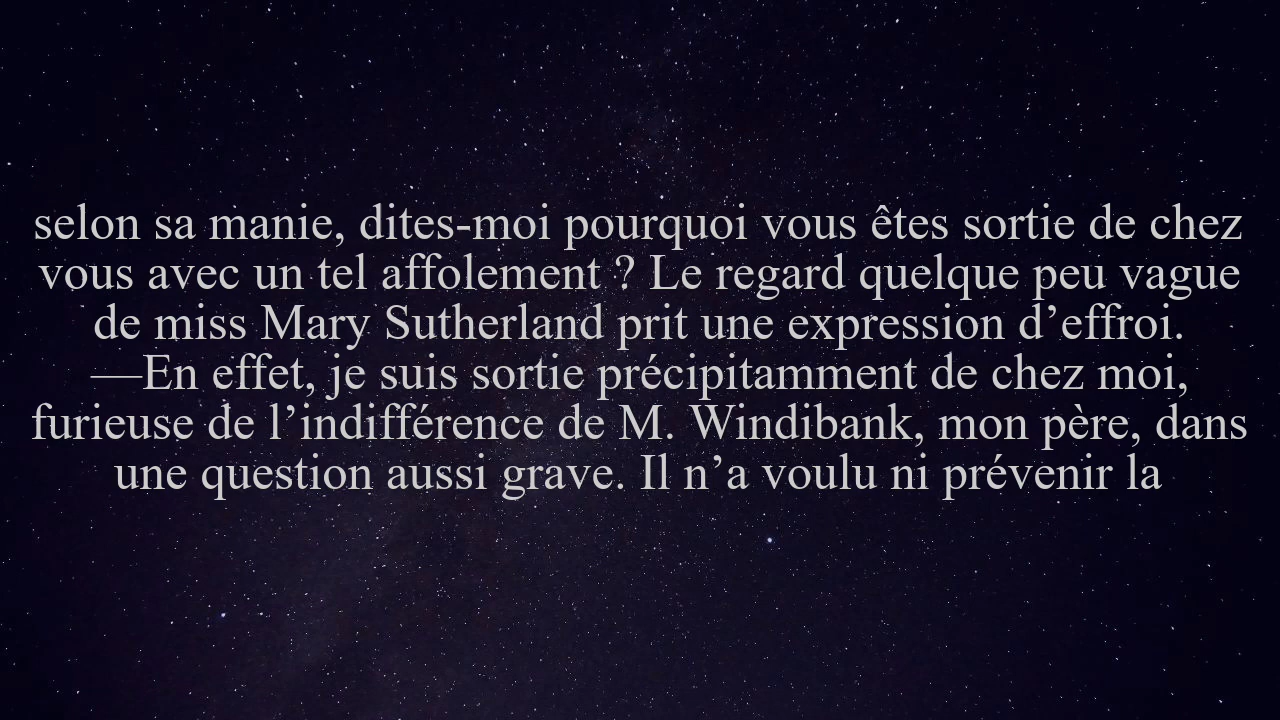 selon sa manie, dites-moi pourquoi vous êtes sortie de chez
vous avec un tel affolement ? Le regard quelque peu vague
de miss Mary Sutherland prit une expression d’effroi.
—En effet, je suis sortie précipitamment de chez moi,
furieuse de l’indifférence de M. Windibank, mon père, dans
une question aussi grave. Il n’a voulu ni prévenir la